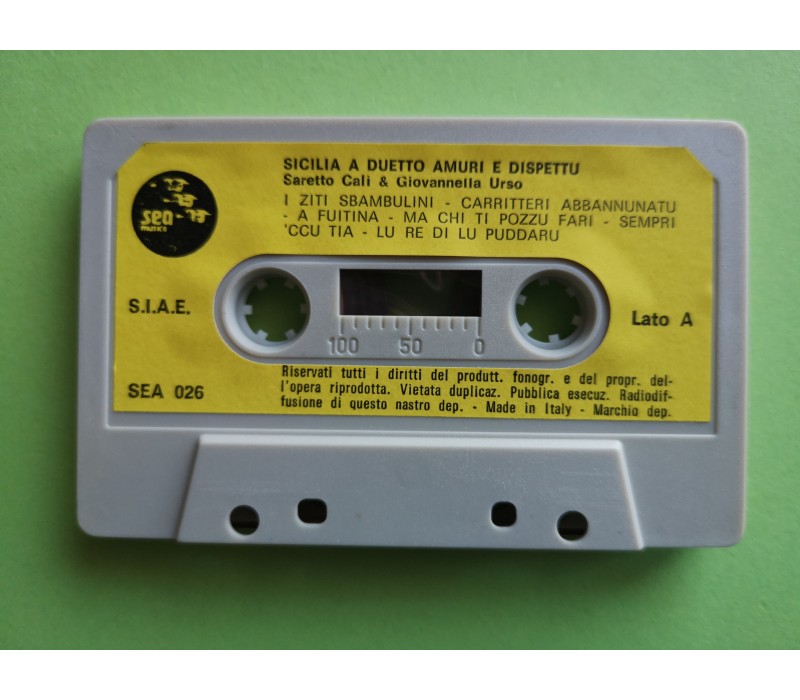 SICILIA A DUETTO AMURI E DISPETTU
Saretto Cali & Giovannella Urso
I ZITI SBAMBULINI - CARRITTERI ABBANNUNATU
- A FUITINA - MA CHI TI POZZU FARI - SEMPRI
'CCU TIA - LU RE DI LU PUDDARU
sea
musica
S.I.A.E.
Lato A
100 50 0
SEA 026
Riservati tutti i diritti del produtt. fonogr. e del propr. del-
l'opera riprodotta. Vietata duplicaz. Pubblica esecuz. Radiodif-
fusione di questo nastro dep. - Made in Italy - Marchio dep.